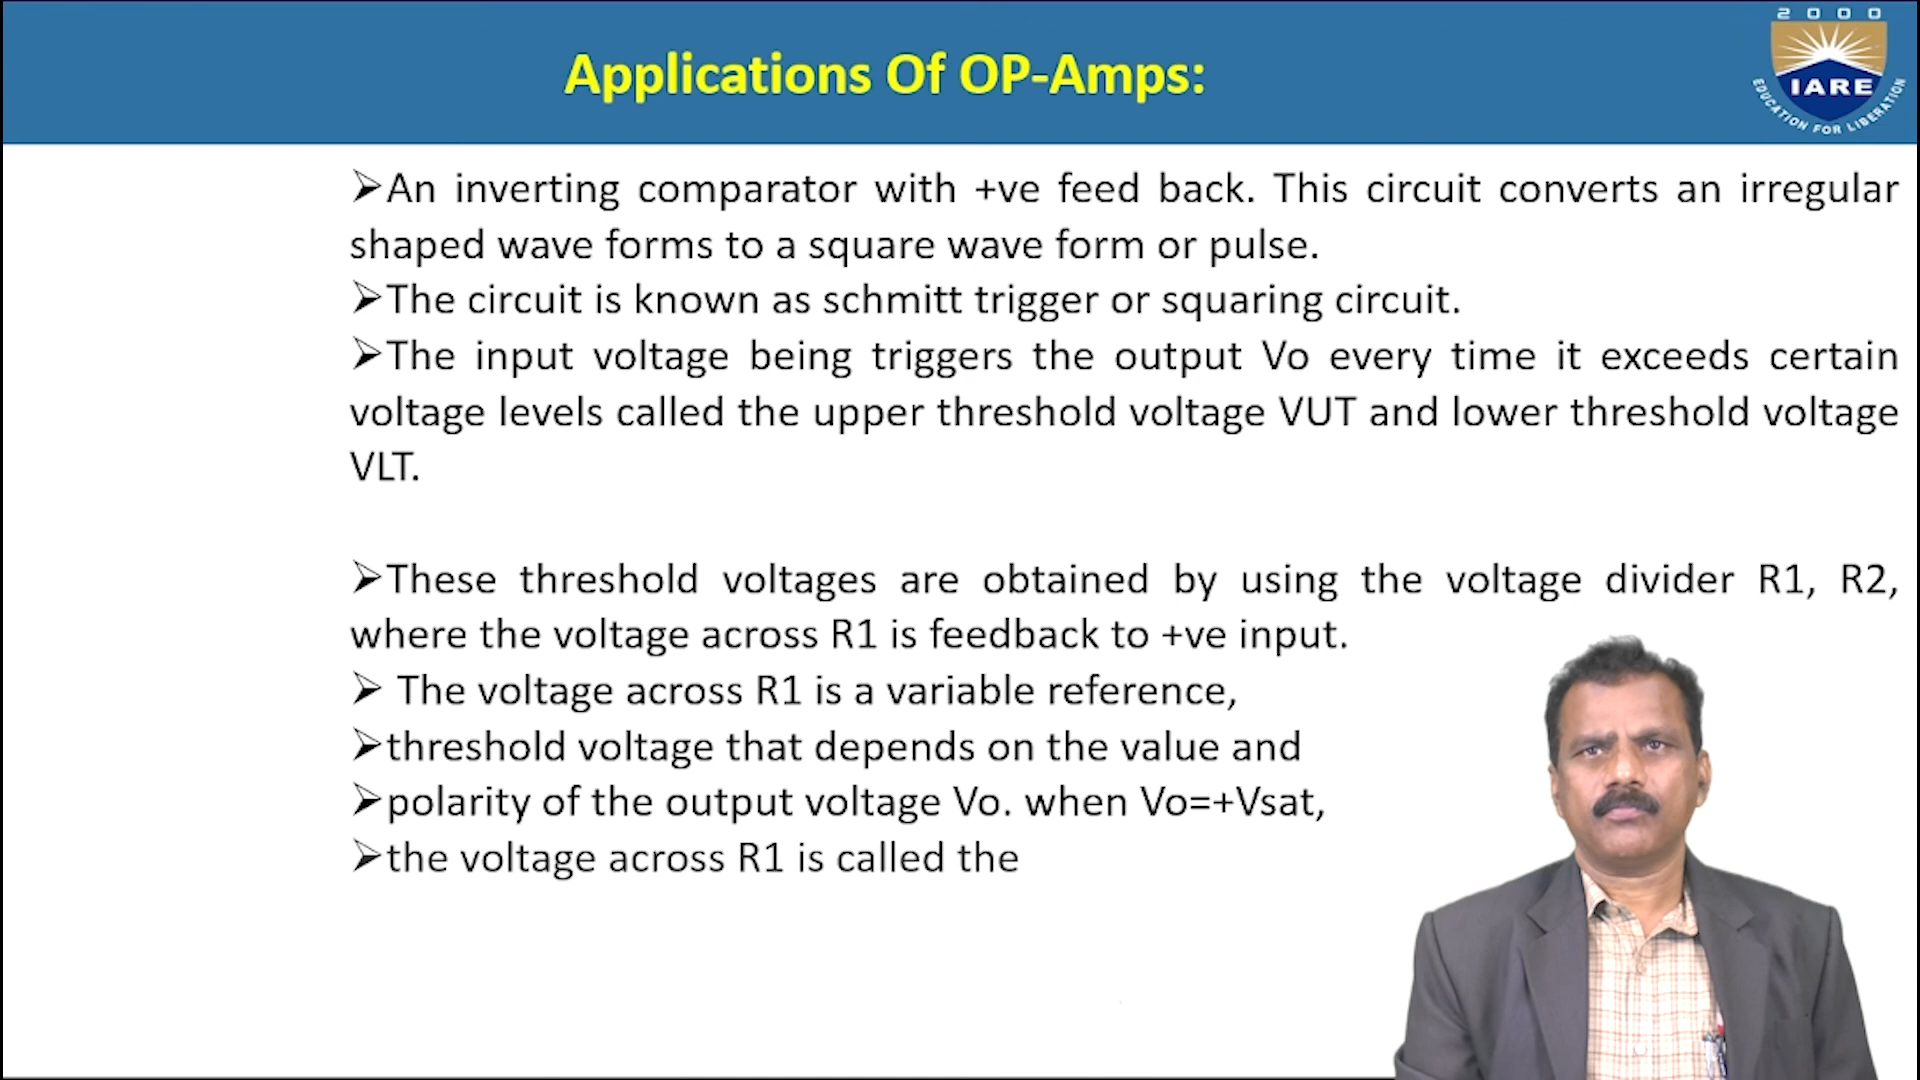 2 0 0 0
Applications Of OP-Amps:
IARE
EDUCATION FOR LIBERATION
➢An inverting comparator with +ve feed back. This circuit converts an irregular
shaped wave forms to a square wave form or pulse.
➢The circuit is known as schmitt trigger or squaring circuit.
➢The input voltage being triggers the output Vo every time it exceeds certain
voltage levels called the upper threshold voltage VUT and lower threshold voltage
VLT.
➢These threshold voltages are obtained by using the voltage divider R1, R2,
where the voltage across R1 is feedback to +ve input.
➢ The voltage across R1 is a variable reference,
➢threshold voltage that depends on the value and
➢polarity of the output voltage Vo. when Vo=+Vsat,
➢the voltage across R1 is called the